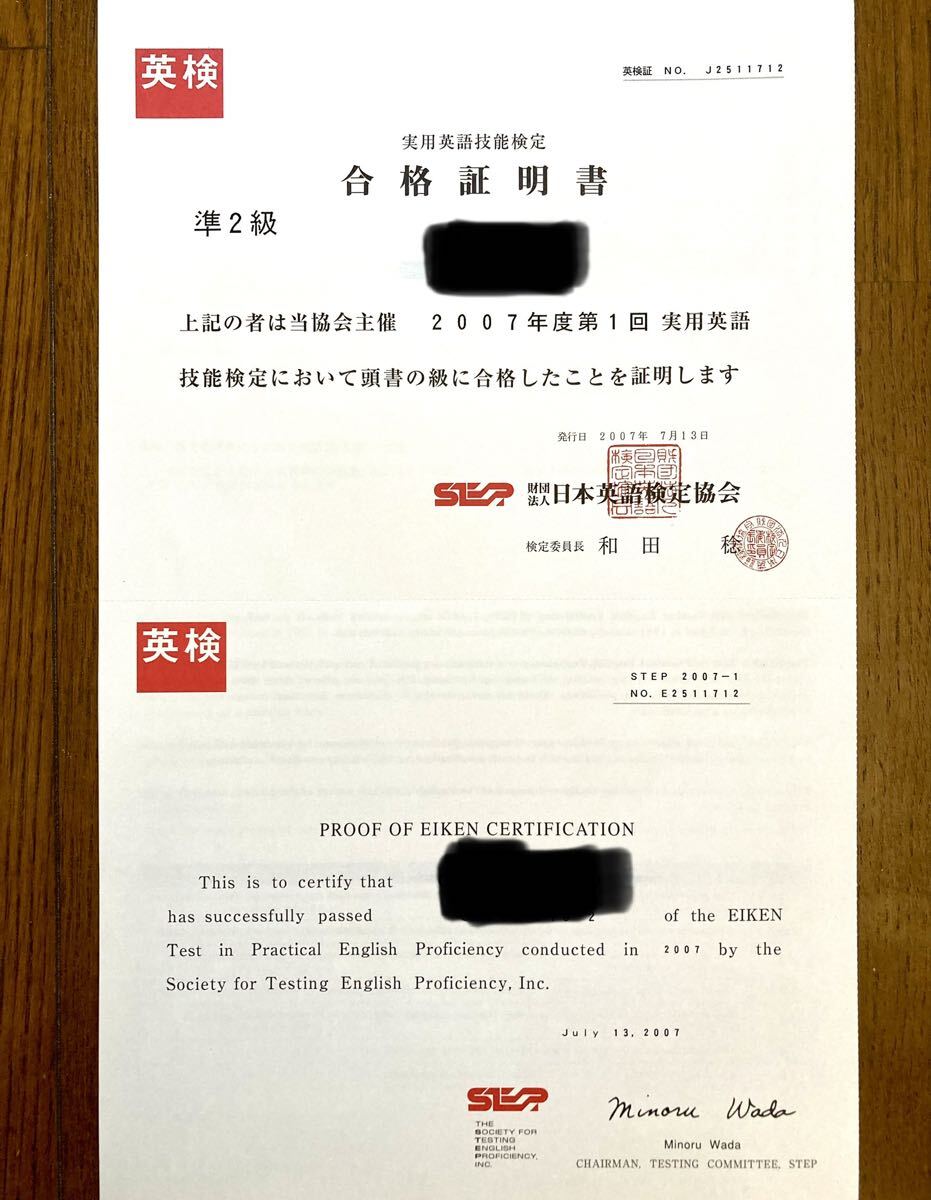 英検
英検証 NO. J2511712
実用英語技能検定
合格証明書
準2級
上記の者は当協会主催 2007年度第1回 実用英語
技能検定において頭書の級に合格したことを証明します
発行日 2007年 7月13日
STEP 財団法人 日本英語検定協会
検定委員長 和田 稔
英検
STEP 2007-1
NO. E2511712
PROOF OF EIKEN CERTIFICATION
This is to certify that
has successfully passed 2 of the EIKEN
Test in Practical English Proficiency conducted in 2007 by the
Society for Testing English Proficiency, Inc.
July 13, 2007
STEP
THE
SOCIETY FOR
TESTING
ENGLISH
PROFICIENCY,
INC.
Minoru Wada
Minoru Wada
CHAIRMAN, TESTING COMMITTEE, STEP